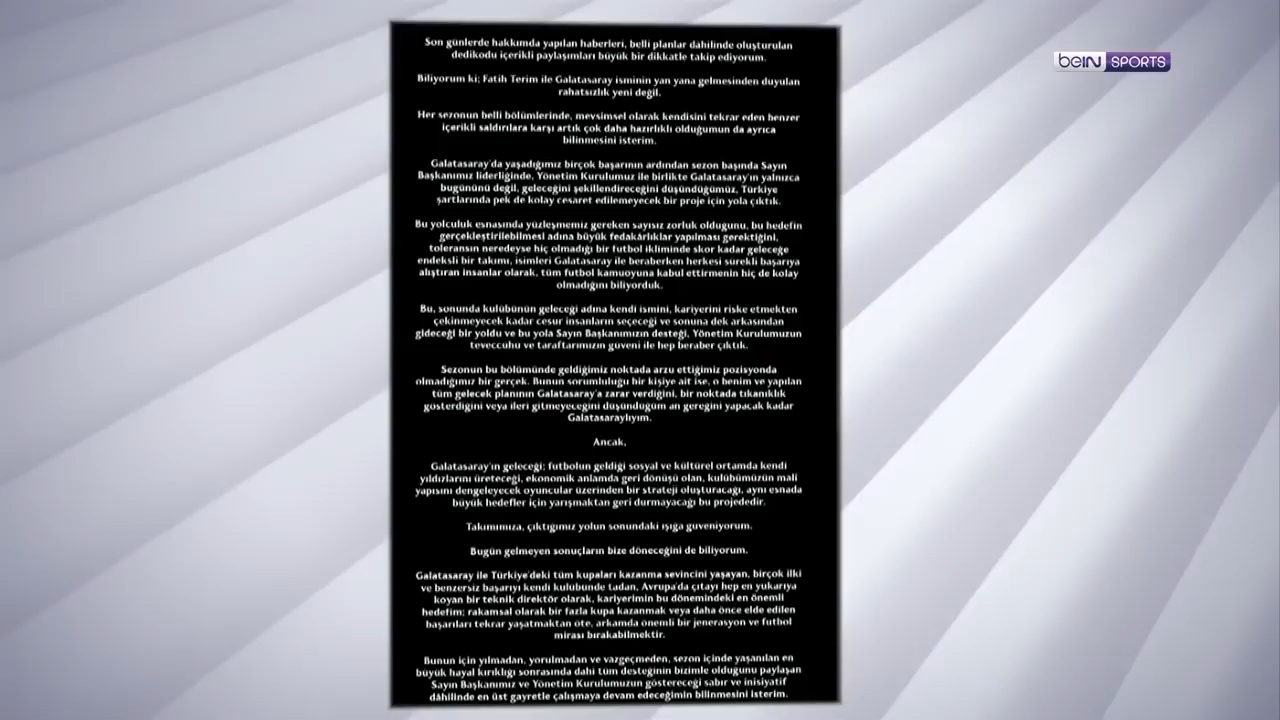 beIN SPORTS
Son günlerde hakkımda yapılan haberleri, belli planlar dahilinde oluşturulan
dedikodu içerikli paylaşımları büyük bir dikkatle takip ediyorum.
Biliyorum ki; Fatih Terim ile Galatasaray isminin yan yana gelmesinden duyulan
rahatsızlık yeni değil.
Her sezonun belli bölümlerinde, mevsimsel olarak kendisini tekrar eden benzer
içerikli saldırılara karşı artık çok daha hazırlıklı olduğumun da ayrıca
bilinmesini isterim.
Galatasaray'da yaşadığımız birçok başarının ardından sezon başında Sayın
Başkanımız liderliğinde, Yönetim Kurulumuz ile birlikte Galatasaray'ın yalnızca
bugününü değil, geleceğini şekillendireceğini düşündüğümüz, Türkiye
şartlarında pek de kolay cesaret edilemeyecek bir proje için yola çıktık.
Bu yolculuk esnasında yüzleşmemiz gereken sayısız zorluk olduğunu, bu hedefin
gerçekleştirilebilmesi adına büyük fedakârlıklar yapılması gerektiğini,
toleransın neredeyse hiç olmadığı bir futbol ikliminde skor kadar geleceğe
endeksli bir takımı, isimleri Galatasaray ile beraberken herkesi sürekli başarıya
alıştıran insanlar olarak, tüm futbol kamuoyuna kabul ettirmenin hiç de kolay
olmadığını biliyorduk.
Bu, sonunda kulübünün geleceği adına kendi ismini, kariyerini riske etmekten
çekinmeyecek kadar cesur insanların seçeceği ve sonuna dek arkasından
gideceği bir yoldu ve bu yola Sayın Başkanımızın desteği, Yönetim Kurulumuzun
teveccühü ve taraftarımızın güveni ile hep beraber çıktık.
Sezonun bu bölümünde geldiğimiz noktada arzu ettiğimiz pozisyonda
olmadığımız bir gerçek. Bunun sorumluluğu bir kişiye ait ise, o benim ve yapılan
tüm gelecek planının Galatasaray'a zarar verdiğini, bir noktada tıkanıklık
gösterdiğini veya ileri gitmeyeceğini düşündüğüm an gereğini yapacak kadar
Galatasaraylıyım.
Ancak,
Galatasaray'ın geleceği; futbolun geldiği sosyal ve kültürel ortamda kendi
yıldızlarını üreteceği, ekonomik anlamda geri dönüşü olan, kulübümüzün mali
yapısını dengeleyecek oyuncular üzerinden bir strateji oluşturacağı, aynı esnada
büyük hedefler için yarışmaktan geri durmayacağı bu projededir.
Takımımıza, çıktığımız yolun sonundaki ışığa güveniyorum.
Bugün gelmeyen sonuçların bize döneceğini de biliyorum.
Galatasaray ile Türkiye'deki tüm kupaları kazanma sevincini yaşayan, birçok ilki
ve benzersiz başarıyı kendi kulübünde tadan, Avrupa'da çıtayı hep en yukarıya
koyan bir teknik direktör olarak, kariyerimin bu dönemindeki en önemli
hedefim; rakamsal olarak bir fazla kupa kazanmak veya daha önce elde edilen
başarıları tekrar yaşatmaktan öte, arkamda önemli bir jenerasyon ve futbol
mirası bırakabilmektir.
Bunun için yılmadan, yorulmadan ve vazgeçmeden, sezon içinde yaşanılan en
büyük hayal kırıklığı sonrasında dahi tüm desteğinin bizimle olduğunu paylaşan
Sayın Başkanımız ve Yönetim Kurulumuzun göstereceği sabır ve inisiyatif
dâhilinde en üst gayretle çalışmaya devam edeceğimin bilinmesini isterim.